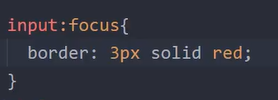 input:focus{
  border: 3px solid red;
}